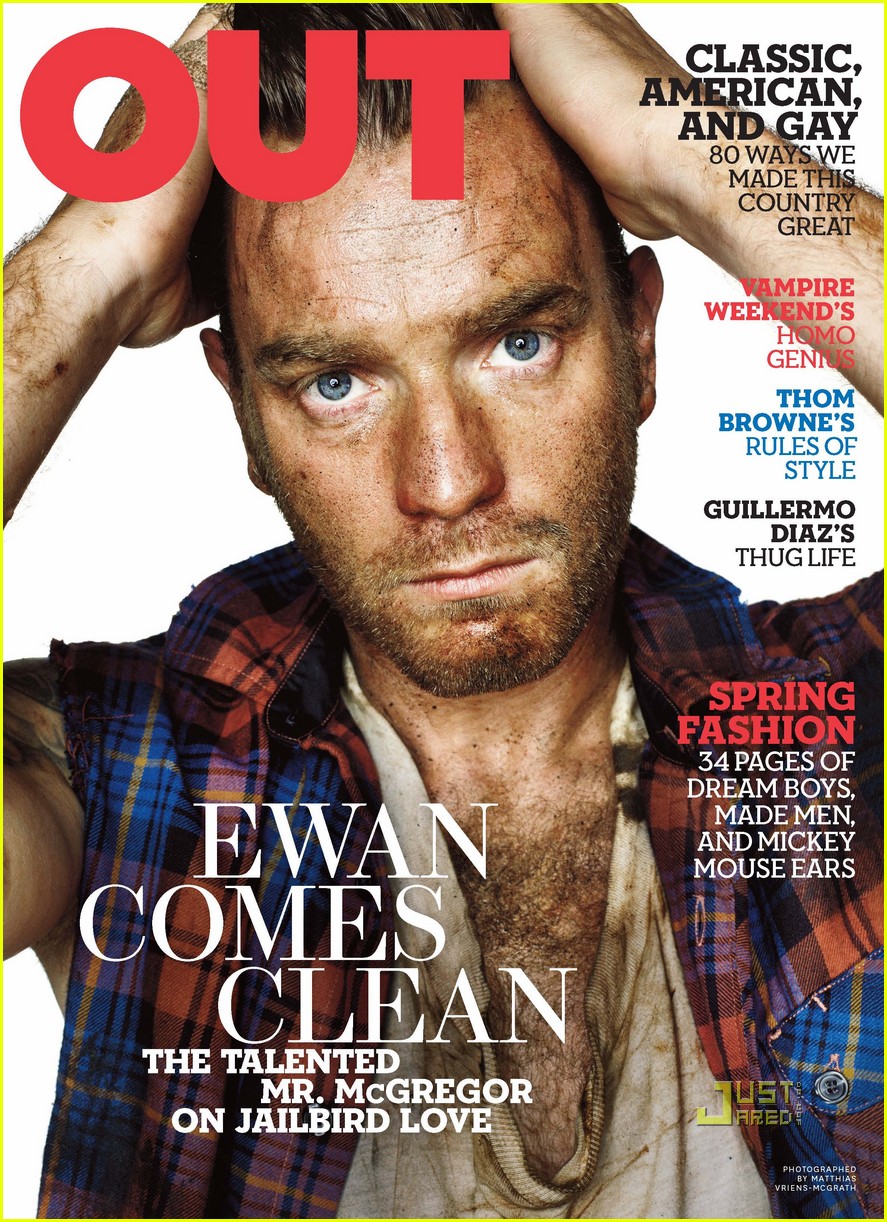 OUT
CLASSIC,
AMERICAN,
AND GAY
80 WAYS WE
MADE THIS
COUNTRY
GREAT
VAMPIRE
WEEKEND'S
HOMO
GENIUS
THOM
BROWNE'S
RULES OF
STYLE
GUILLERMO
DIAZ'S
THUG LIFE
SPRING
FASHION
34 PAGES OF
DREAM BOYS,
MADE MEN,
AND MICKEY
MOUSE EARS
EWAN
COMES
CLEAN
THE TALENTED
MR. McGREGOR
ON JAILBIRD LOVE
JUST
JARED
PHOTOGRAPHED
BY MATTHIAS
VRIENS-MCGRATH